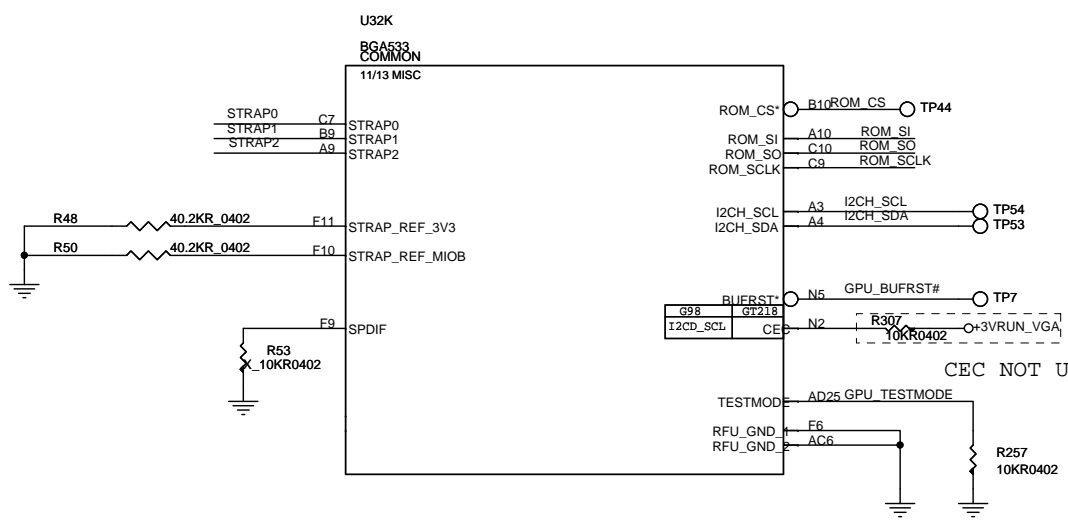 U32K
BGA533
COMMON
11/13 MISC
STRAP0 C7 STRAP0
STRAP1 B9 STRAP1
STRAP2 A9 STRAP2
R48 40.2KR_0402 F11 STRAP_REF_3V3
R50 40.2KR_0402 F10 STRAP_REF_MIOB
F9 SPDIF
R53
X_10KR0402
ROM_CS* B10 ROM_CS TP44
ROM_SI A10 ROM_SI
ROM_SO C10 ROM_SO
ROM_SCLK C9 ROM_SCLK
I2CH_SCL A3 I2CH_SCL TP54
I2CH_SDA A4 I2CH_SDA TP53
BUFRST* N5 GPU_BUFRST# TP7
G98 GT218
I2CD_SCL CEC N2 R307 +3VRUN_VGA
10KR0402
CEC NOT U
TESTMODE AD25 GPU_TESTMODE
RFU_GND_1 F6
RFU_GND_2 AC6
R257
10KR0402